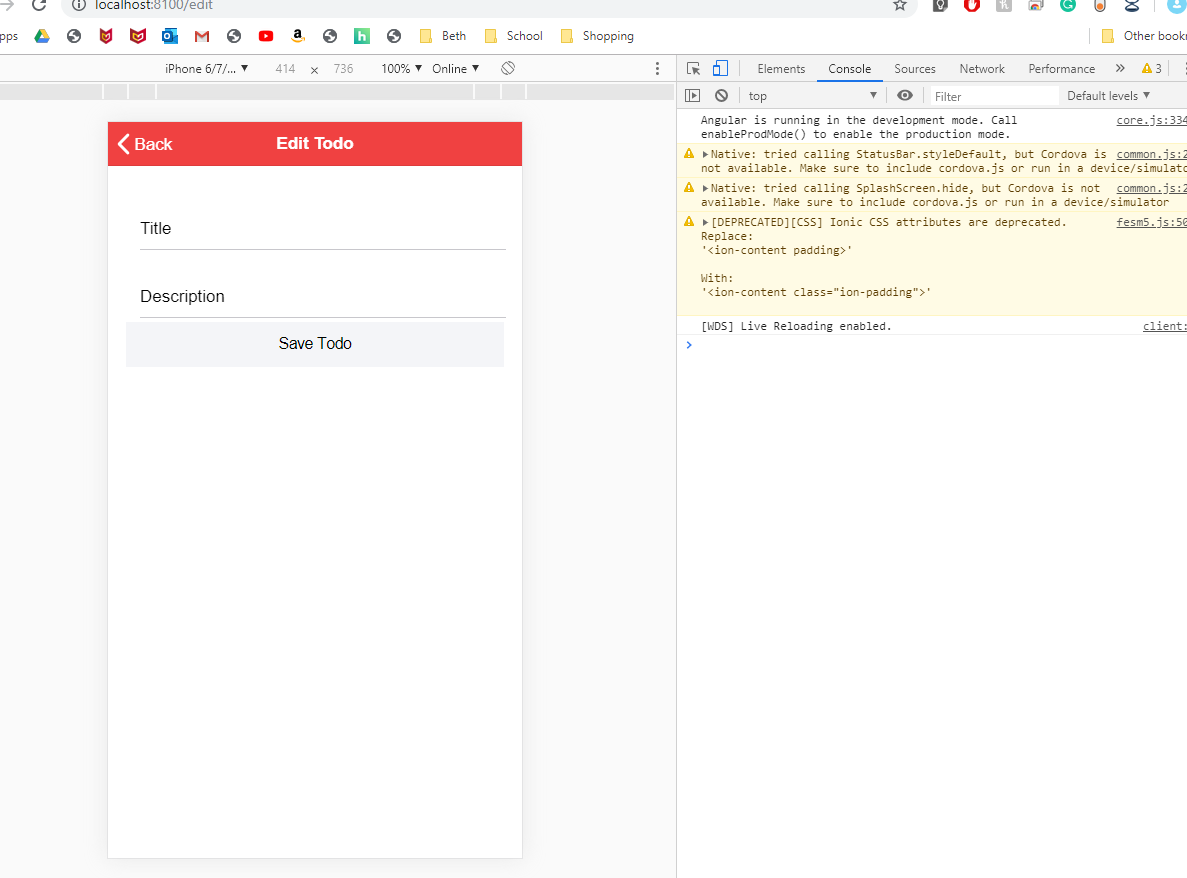 localhost:8100/edit
pps Beth School Shopping Other book
iPhone 6/7/... ▼ 414 × 736 100% ▼ Online ▼
Elements Console Sources Network Performance » 3
top ▼ Filter Default levels ▼
Back Edit Todo
Title
Description
Save Todo
Angular is running in the development mode. Call core.js:334
enableProdMode() to enable the production mode.
Native: tried calling StatusBar.styleDefault, but Cordova is common.js:2
not available. Make sure to include cordova.js or run in a device/simulato
Native: tried calling SplashScreen.hide, but Cordova is not common.js:2
available. Make sure to include cordova.js or run in a device/simulator
[DEPRECATED][CSS] Ionic CSS attributes are deprecated. fesm5.js:50
Replace:
'<ion-content padding>'
With:
'<ion-content class="ion-padding">'
[WDS] Live Reloading enabled. client: